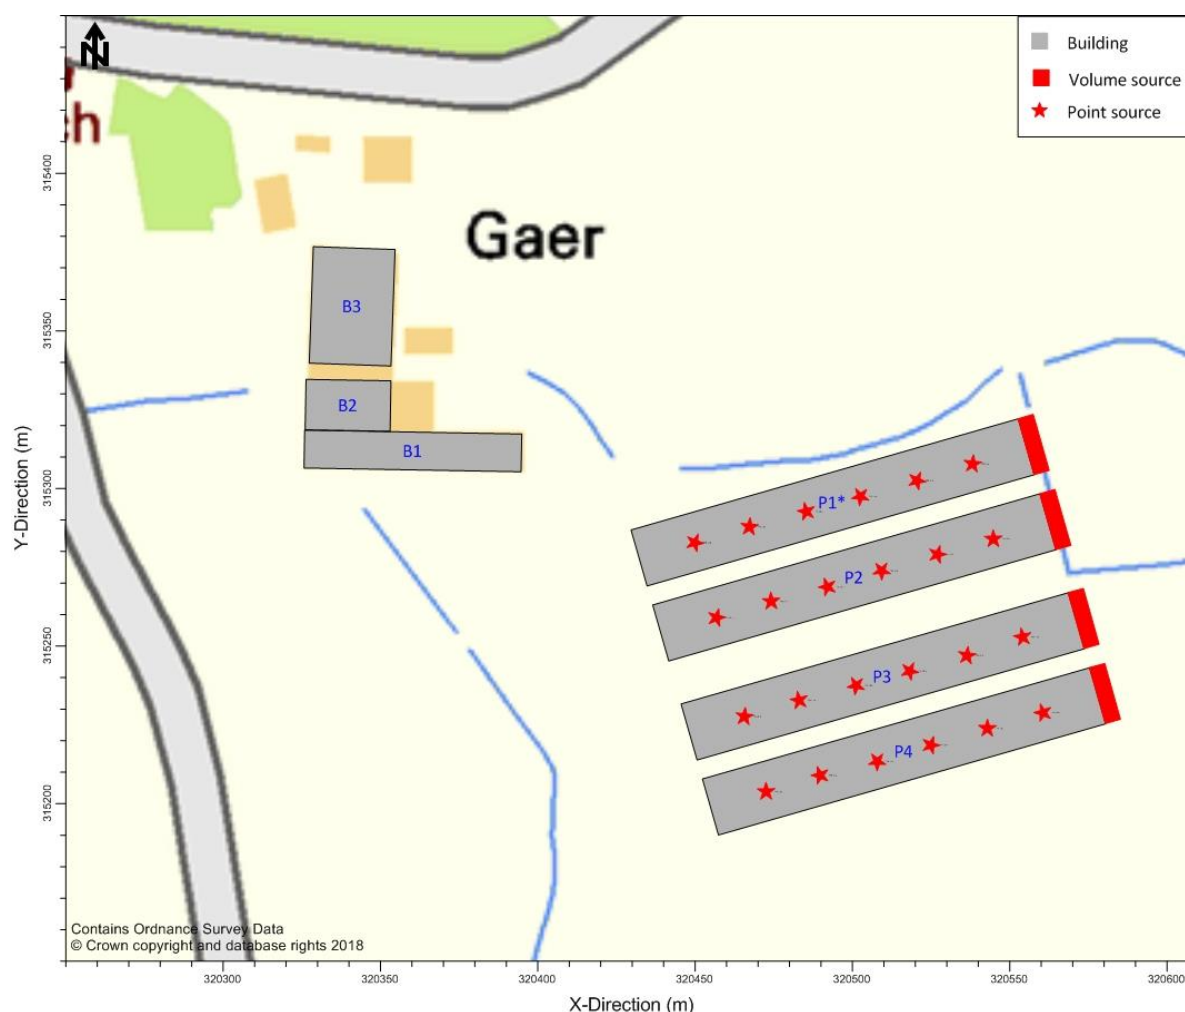 N
Building
Volume source
Point source
ch
Gaer
B3
B2
B1
P1*
P2
P3
P4
315400
315350
315300
315250
315200
Y-Direction (m)
Contains Ordnance Survey Data
© Crown copyright and database rights 2018
320300
320350
320400
320450
320500
320550
320600
X-Direction (m)